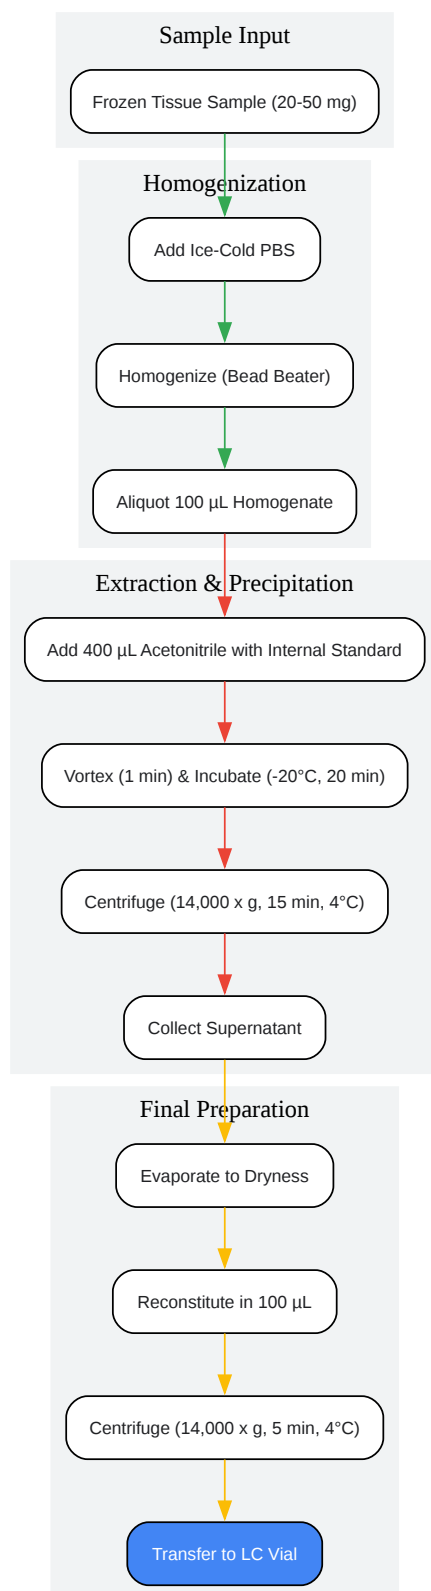 Sample Input
Frozen Tissue Sample (20-50 mg)
Homogenization
Add Ice-Cold PBS
Homogenize (Bead Beater)
Aliquot 100 µL Homogenate
Extraction & Precipitation
Add 400 µL Acetonitrile with Internal Standard
Vortex (1 min) & Incubate (-20°C, 20 min)
Centrifuge (14,000 x g, 15 min, 4°C)
Collect Supernatant
Final Preparation
Evaporate to Dryness
Reconstitute in 100 µL
Centrifuge (14,000 x g, 5 min, 4°C)
Transfer to LC Vial